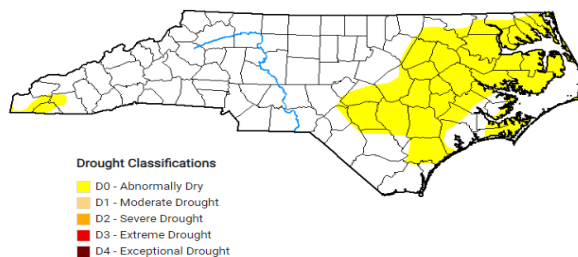 Drought Classifications
D0 - Abnormally Dry
D1 - Moderate Drought
D2 - Severe Drought
D3 - Extreme Drought
D4 - Exceptional Drought